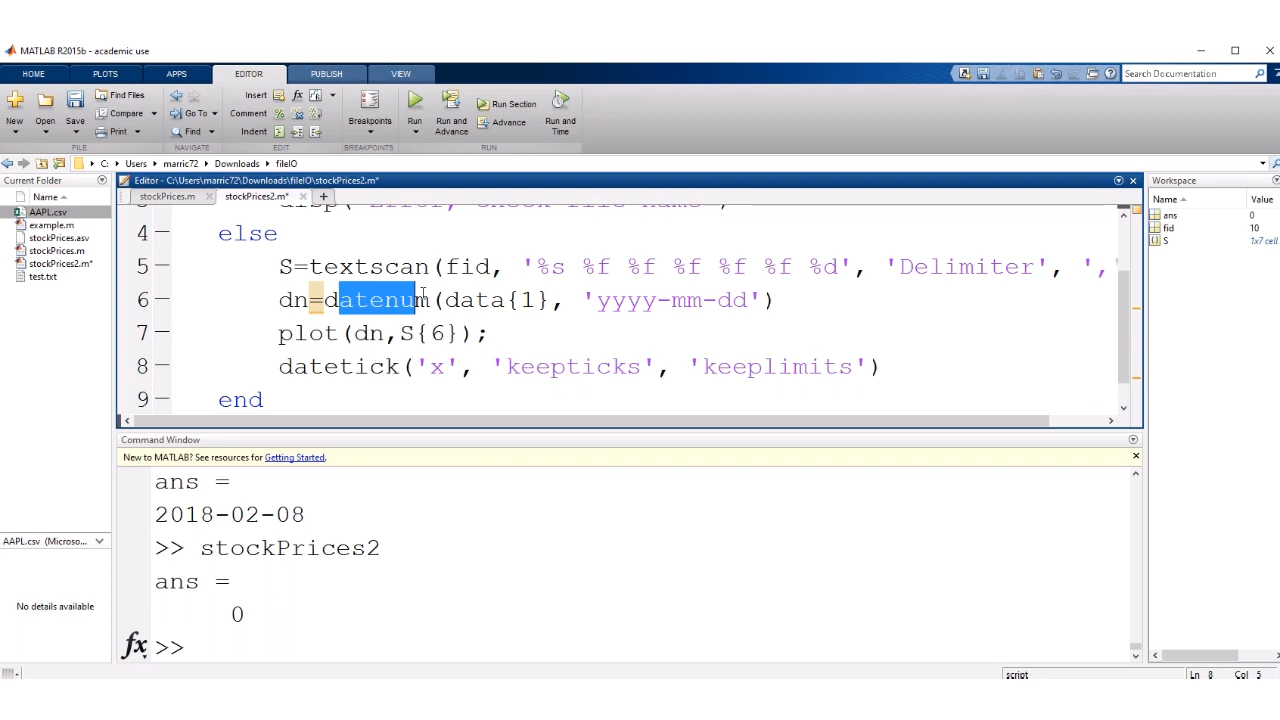 MATLAB R2015b - academic use
HOME PLOTS APPS EDITOR PUBLISH VIEW
Search Documentation
New Open Save Find Files Compare Print Go To Find Insert Comment Indent fx Breakpoints Run Run and Advance Run Section Advance Run and Time
FILE NAVIGATE EDIT BREAKPOINTS RUN
C: Users marric72 Downloads fileIO
Current Folder
Name
AAPL.csv
example.m
stockPrices.asv
stockPrices.m
stockPrices2.m*
test.txt
AAPL.csv (Microso...
No details available
Editor - C:\Users\marric72\Downloads\fileIO\stockPrices2.m*
stockPrices.m stockPrices2.m*
4 else
5 S=textscan(fid, '%s %f %f %f %f %f %d', 'Delimiter', ','
6 dn=datenum(data{1}, 'yyyy-mm-dd')
7 plot(dn,S{6});
8 datetick('x', 'keepticks', 'keeplimits')
9 end
Command Window
New to MATLAB? See resources for Getting Started.
ans =
2018-02-08
>> stockPrices2
ans =
0
fx >>
Workspace
Name Value
ans 0
fid 10
S 1x7 cell
script Ln 8 Col 5